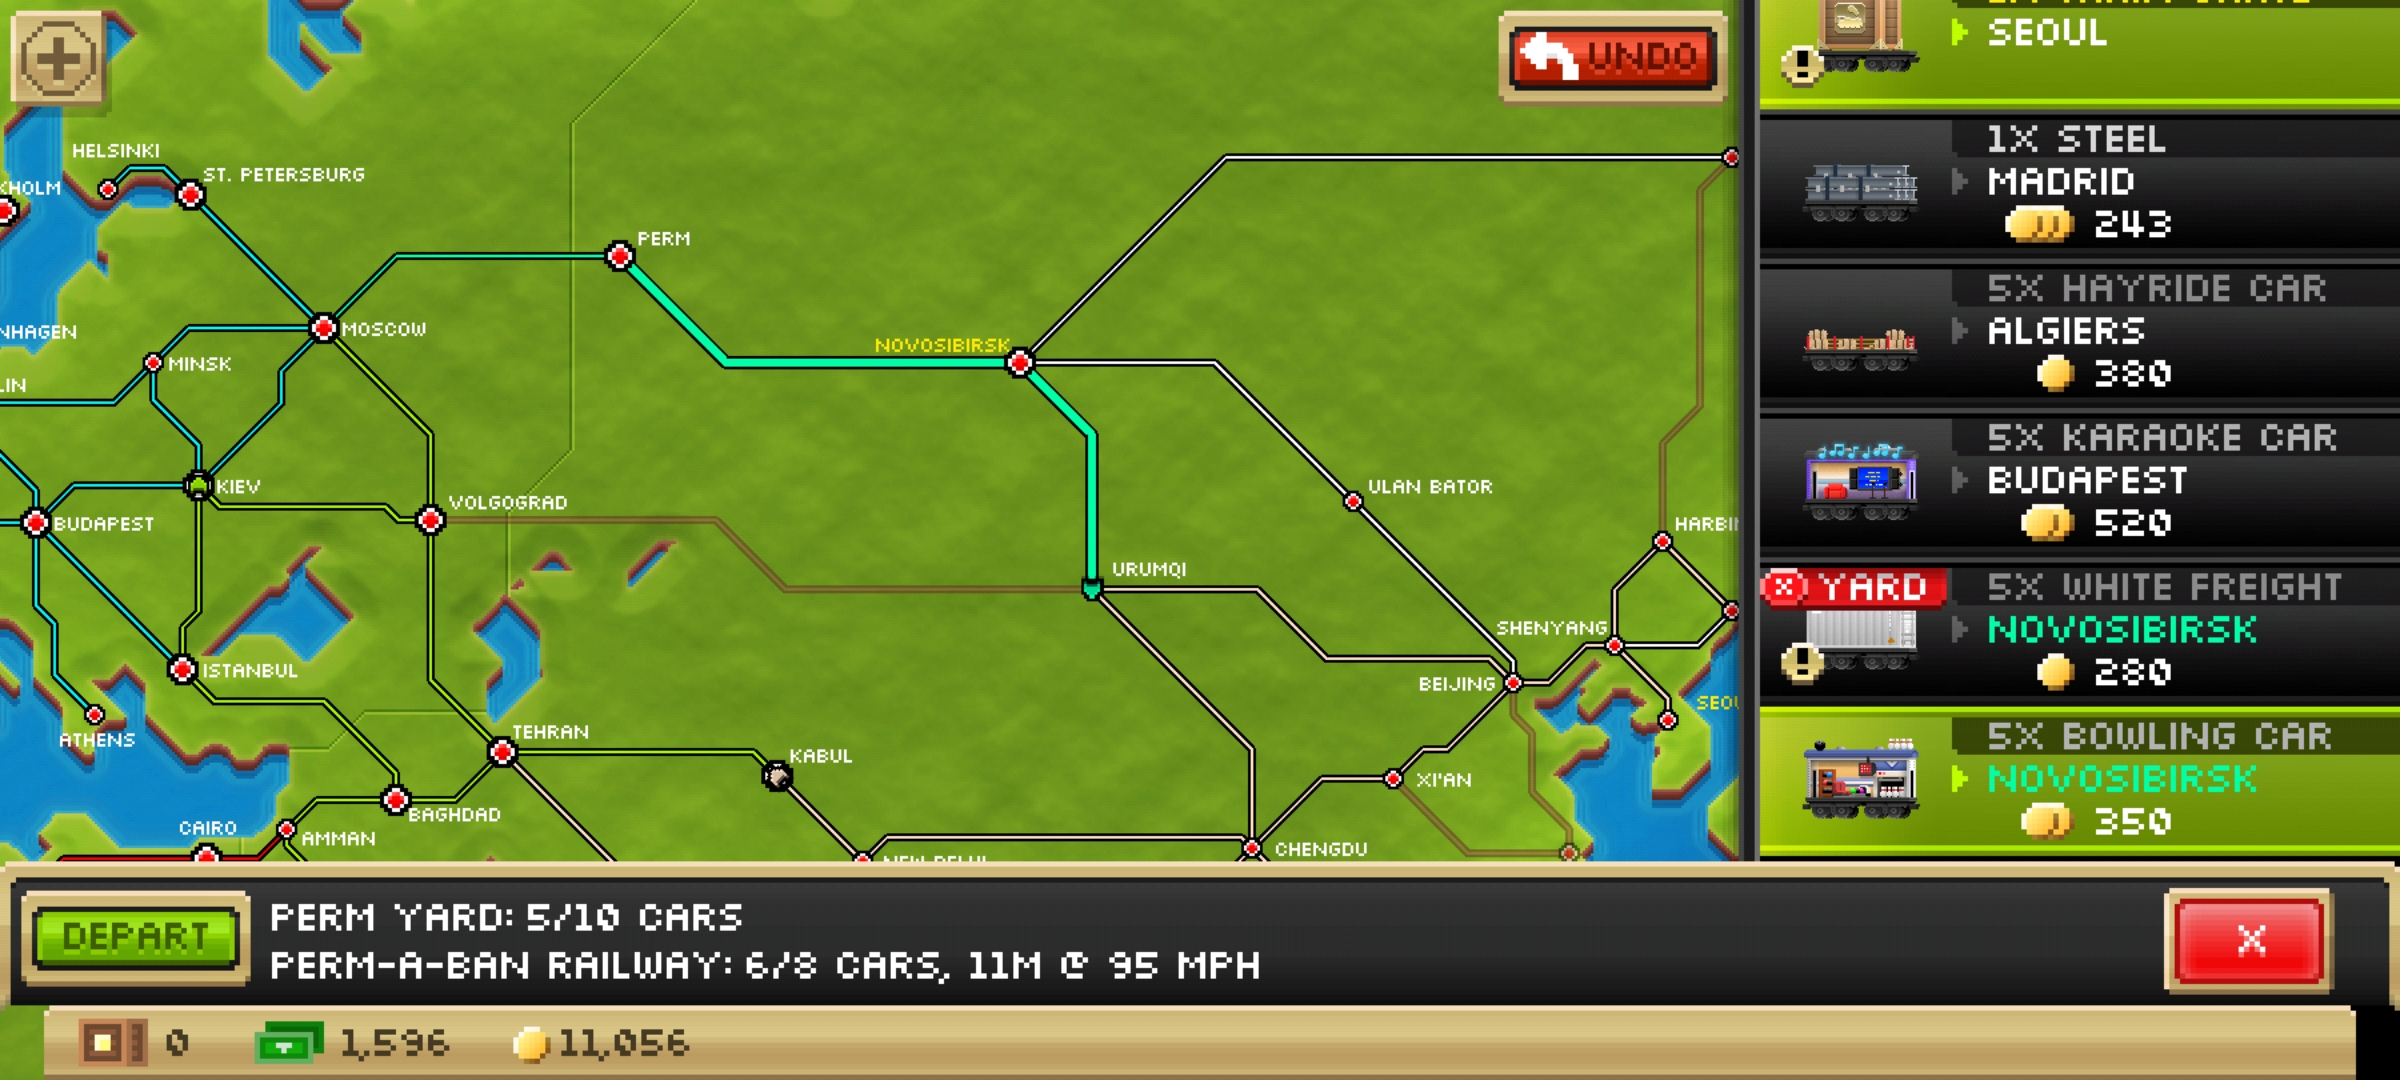 UNDO
SEOUL
1X STEEL
MADRID
243
5X HAYRIDE CAR
ALGIERS
380
5X KARAOKE CAR
BUDAPEST
520
YARD
5X WHITE FREIGHT
NOVOSIBIRSK
280
5X BOWLING CAR
NOVOSIBIRSK
350
HELSINKI
ST. PETERSBURG
KHOLM
PERM
NHAGEN
MOSCOW
NOVOSIBIRSK
MINSK
LIN
KIEV
ULAN BATOR
VOLGOGRAD
BUDAPEST
HARBIN
URUMQI
SHENYANG
ISTANBUL
BEIJING
SEOU
ATHENS
TEHRAN
KABUL
XI'AN
BAGHDAD
CAIRO
AMMAN
CHENGDU
DEPART
PERM YARD: 5/10 CARS
PERM-A-BAN RAILWAY: 6/8 CARS, 11M @ 95 MPH
X
0
1,596
11,056